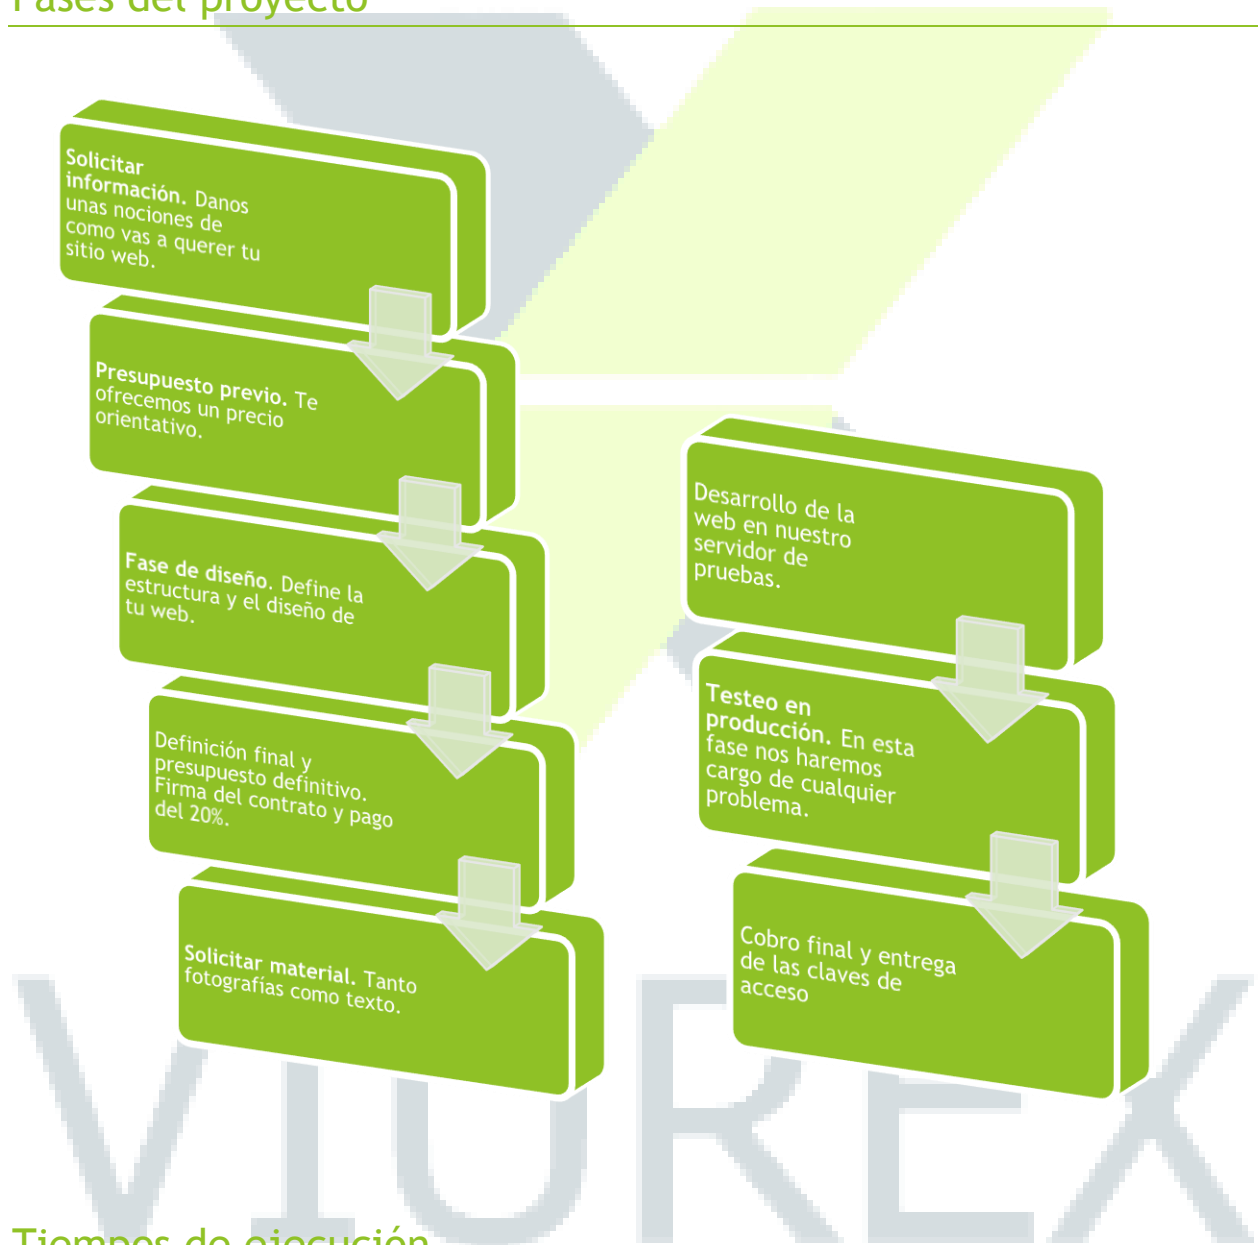 Fases del proyecto
Solicitar
información. Danos
unas nociones de
como vas a querer tu
sitio web.
Presupuesto previo. Te
ofrecemos un precio
orientativo.
Fase de diseño. Define la
estructura y el diseño de
tu web.
Definición final y
presupuesto definitivo.
Firma del contrato y pago
del 20%.
Solicitar material. Tanto
fotografías como texto.
Desarrollo de la
web en nuestro
servidor de
pruebas.
Testeo en
producción. En esta
fase nos haremos
cargo de cualquier
problema.
Cobro final y entrega
de las claves de
acceso
VIUREX
Tiempos de ejecución